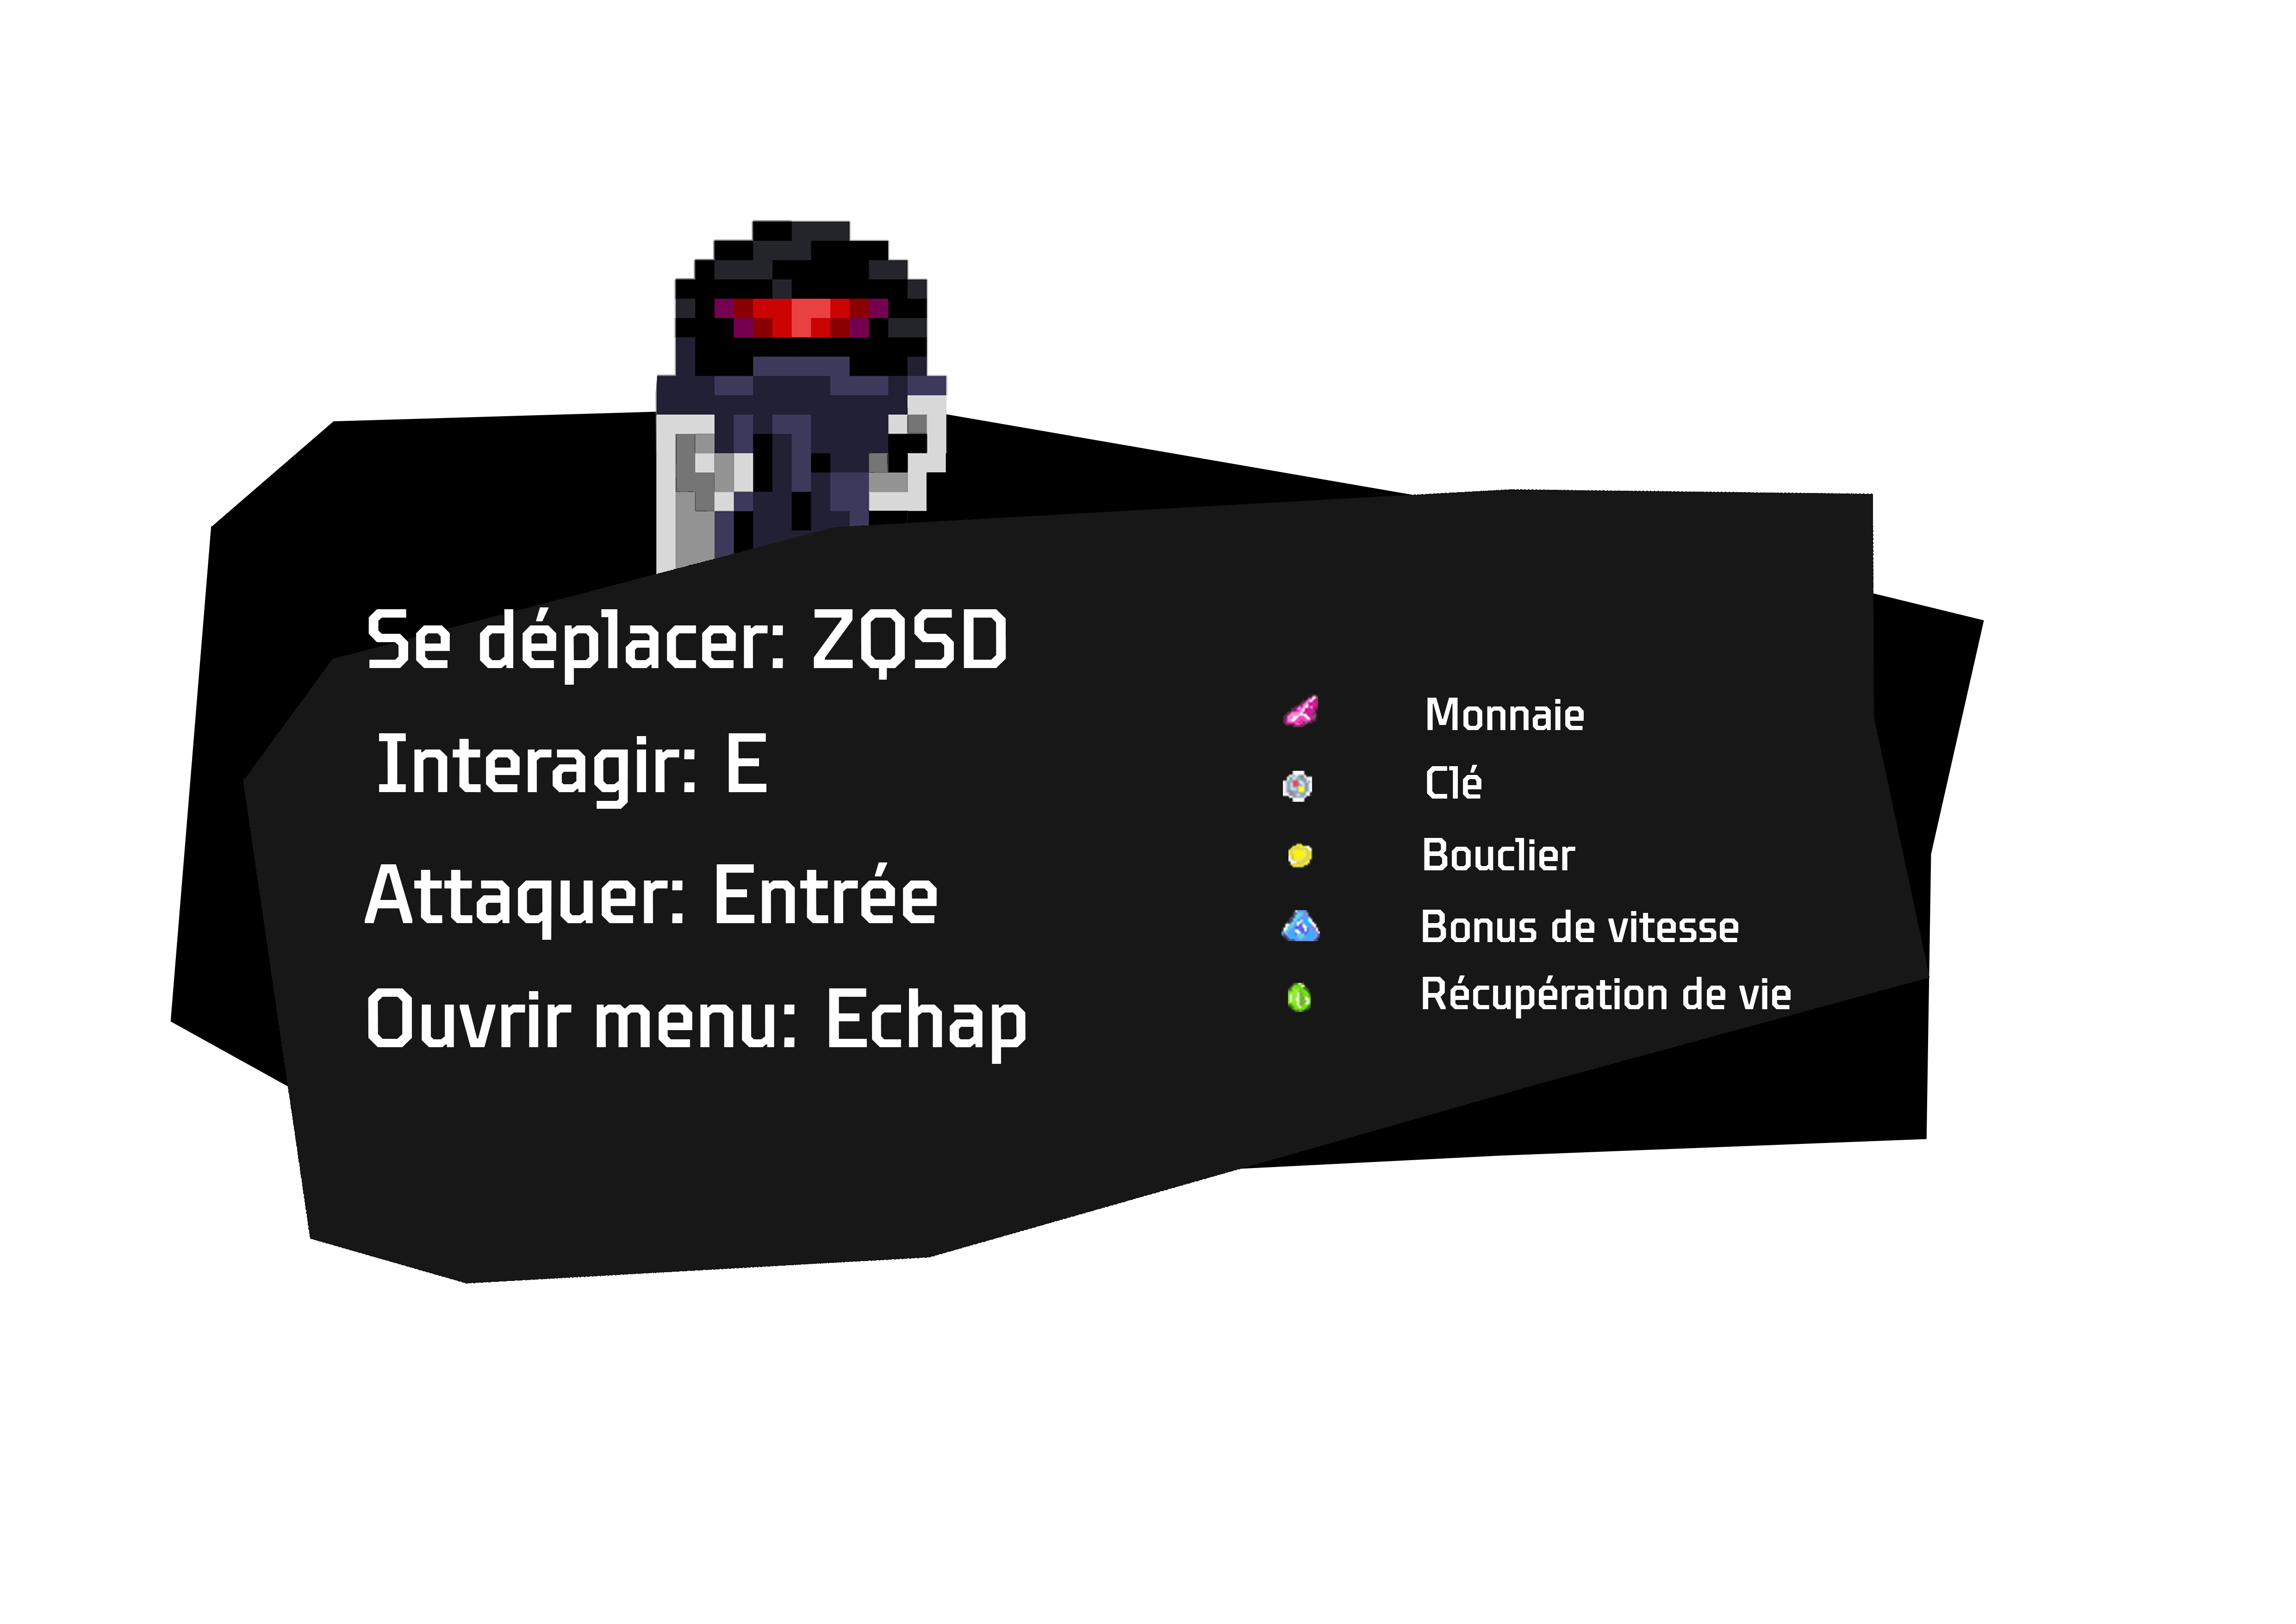 Se déplacer: ZQSD
Interagir: E
Attaquer: Entrée
Ouvrir menu: Echap
Monnaie
Clé
Bouclier
Bonus de vitesse
Récupération de vie